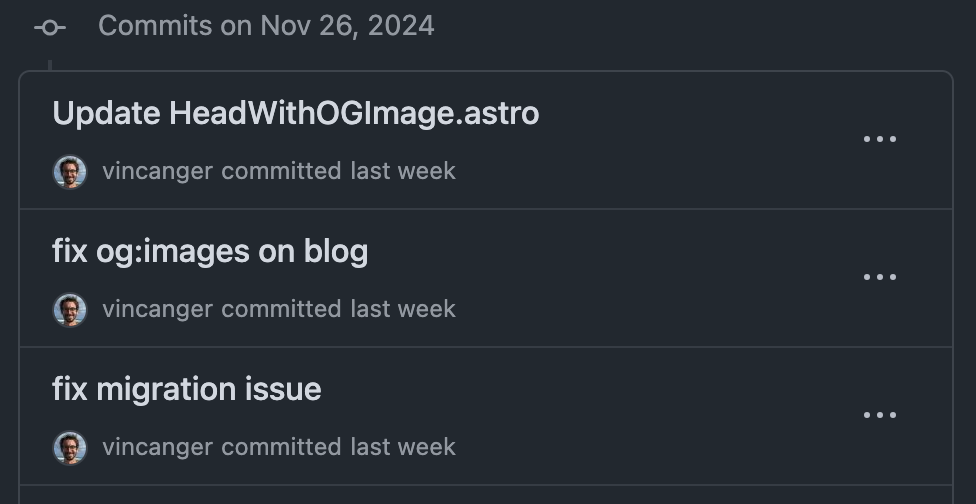 Commits on Nov 26, 2024
Update HeadWithOGImage.astro
vincanger committed last week
fix og:images on blog
vincanger committed last week
fix migration issue
vincanger committed last week